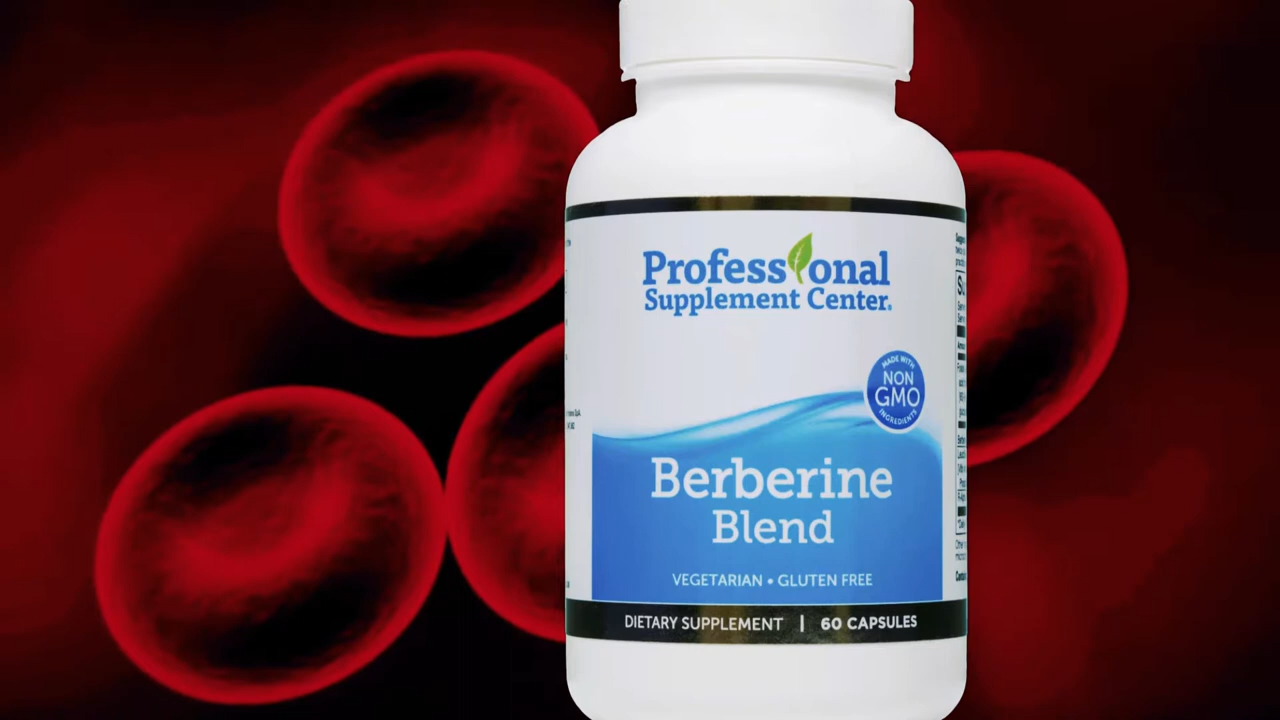 Professional
Supplement Center®
MADE WITH
NON
GMO
INGREDIENTS
Berberine
Blend
VEGETARIAN • GLUTEN FREE
DIETARY SUPPLEMENT | 60 CAPSULES